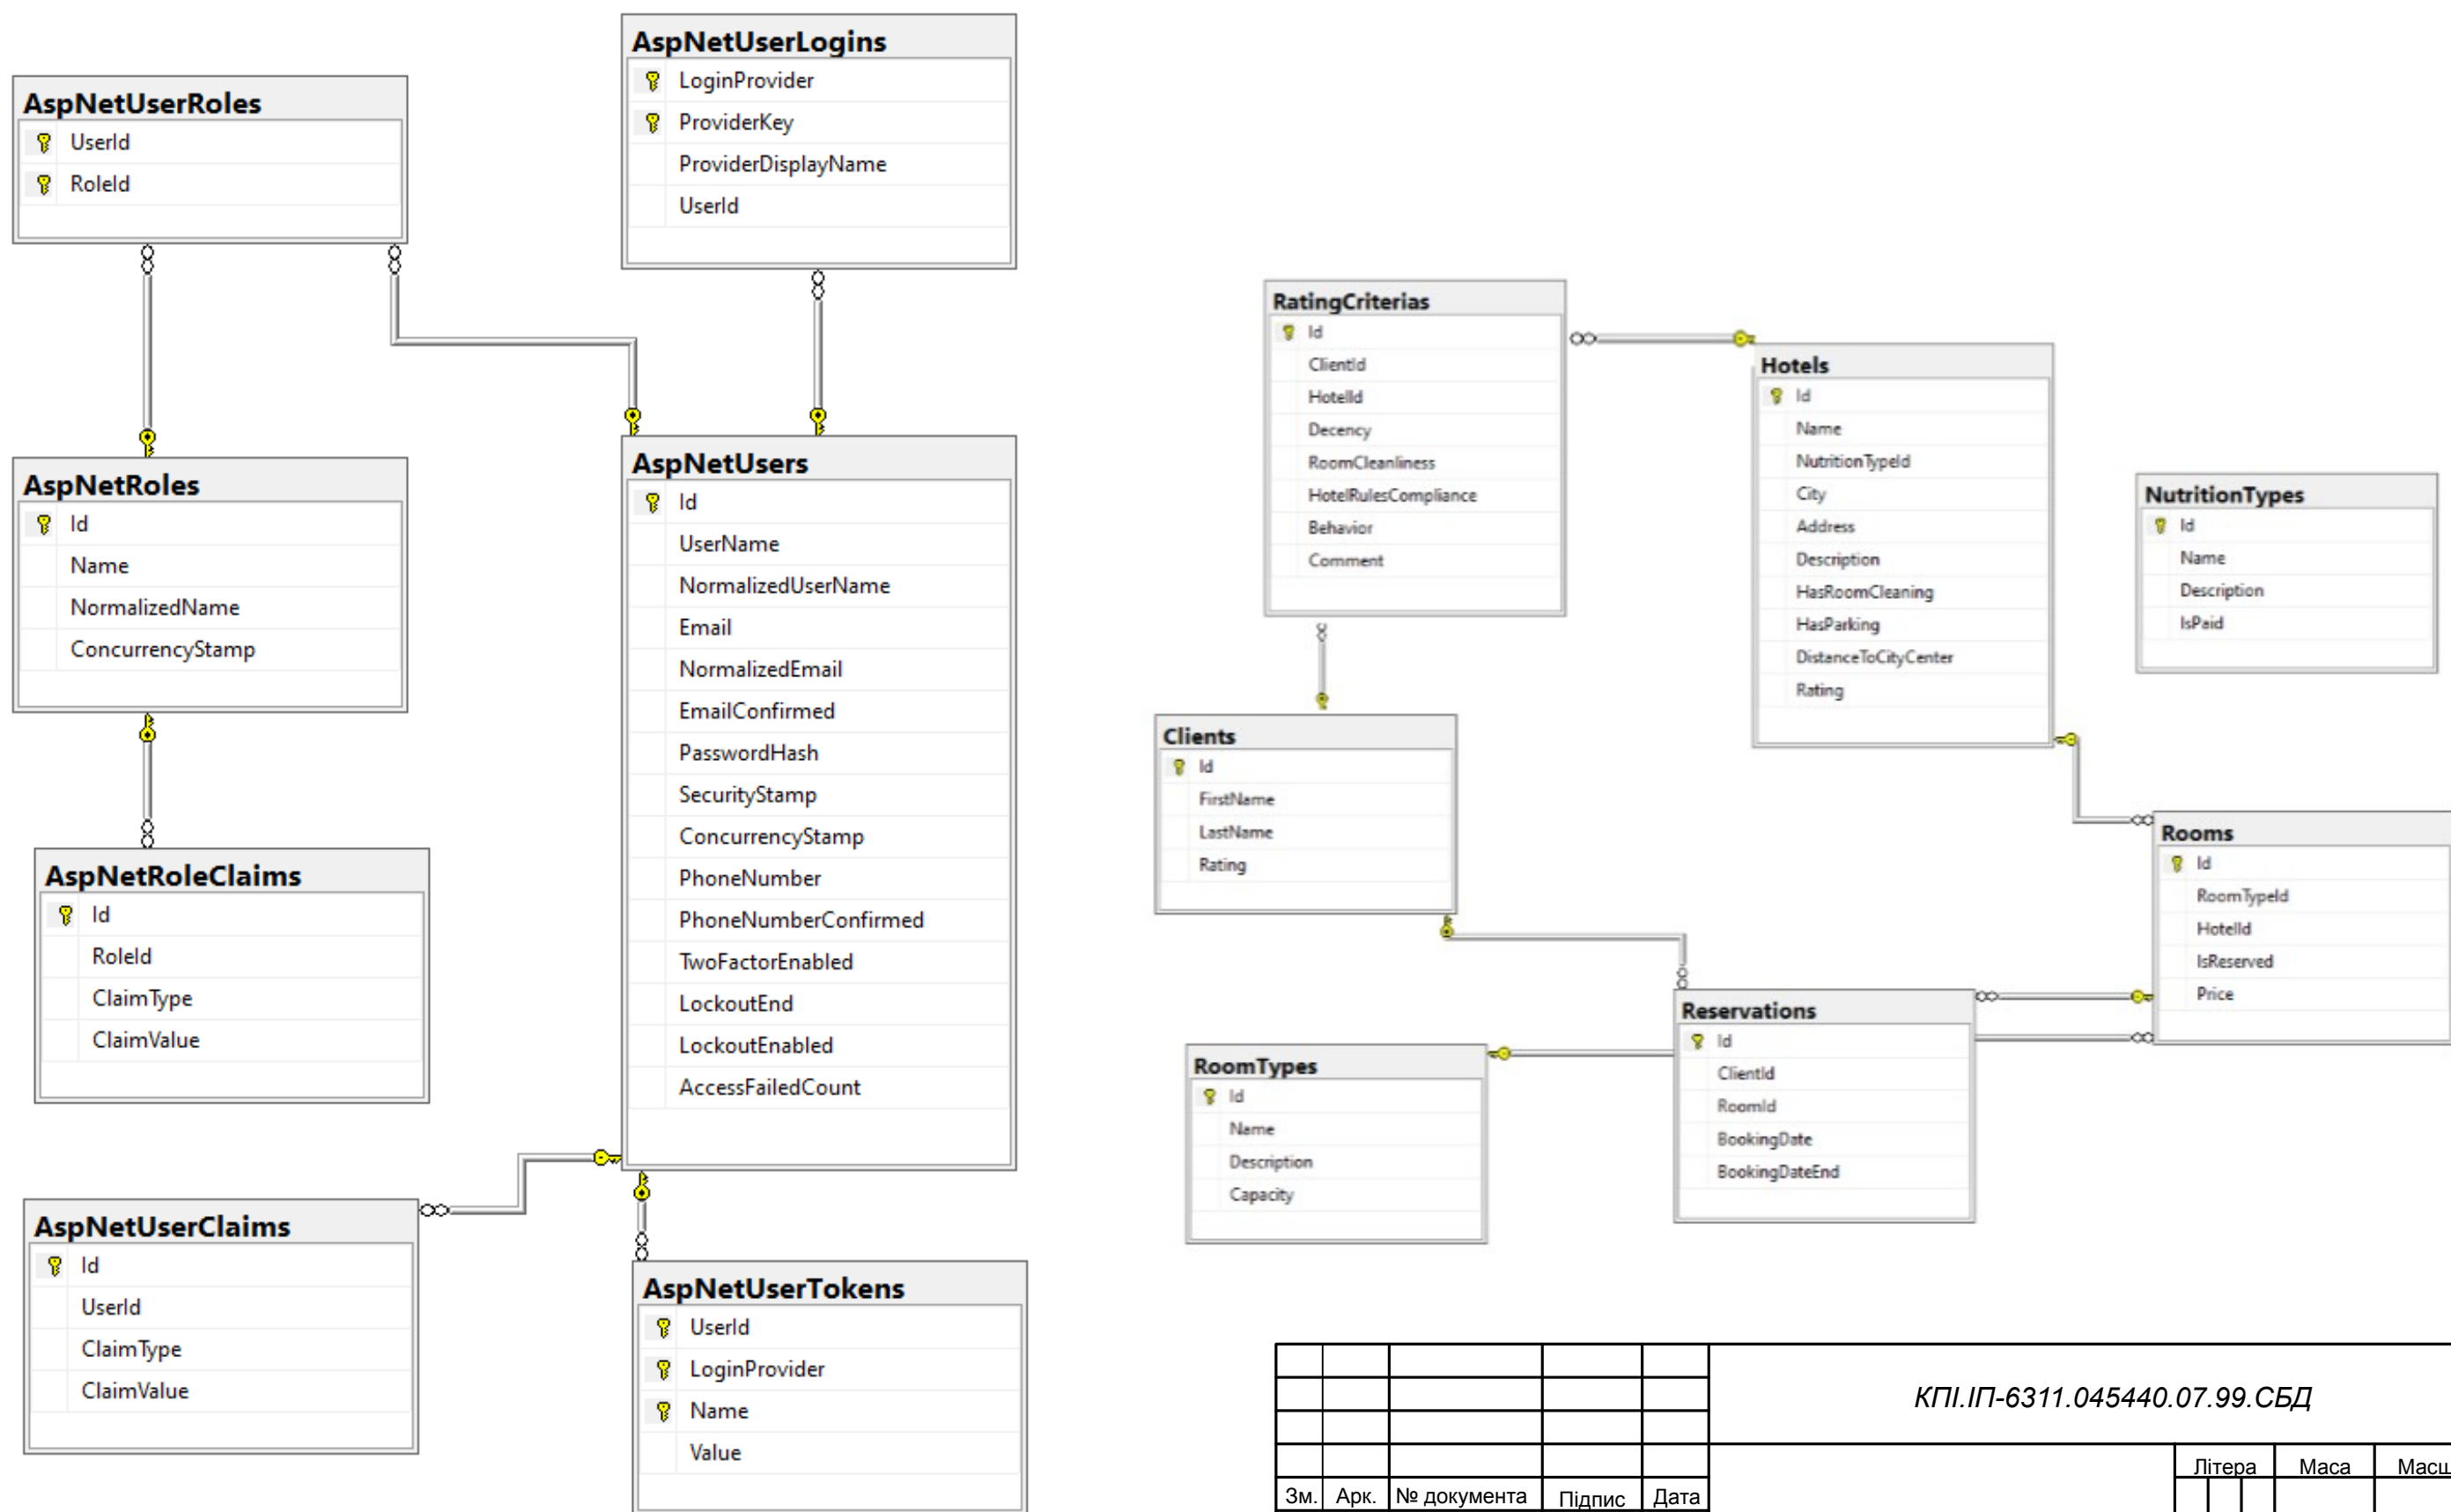 AspNetUserRoles
UserId
RoleId
AspNetUserLogins
LoginProvider
ProviderKey
ProviderDisplayName
UserId
AspNetRoles
Id
Name
NormalizedName
ConcurrencyStamp
AspNetUsers
Id
UserName
NormalizedUserName
Email
NormalizedEmail
EmailConfirmed
PasswordHash
SecurityStamp
ConcurrencyStamp
PhoneNumber
PhoneNumberConfirmed
TwoFactorEnabled
LockoutEnd
LockoutEnabled
AccessFailedCount
AspNetRoleClaims
Id
RoleId
ClaimType
ClaimValue
AspNetUserClaims
Id
UserId
ClaimType
ClaimValue
AspNetUserTokens
UserId
LoginProvider
Name
Value
RatingCriterias
Id
ClientId
HotelId
Decency
RoomCleanliness
HotelRulesCompliance
Behavior
Comment
Hotels
Id
Name
NutritionTypeId
City
Address
Description
HasRoomCleaning
HasParking
DistanceToCityCenter
Rating
NutritionTypes
Id
Name
Description
IsPaid
Clients
Id
FirstName
LastName
Rating
Rooms
Id
RoomTypeId
HotelId
IsReserved
Price
Reservations
Id
ClientId
RoomId
BookingDate
BookingDateEnd
RoomTypes
Id
Name
Description
Capacity
КПІ.ІП-6311.045440.07.99.СБД
Літера Маса Масш
Зм. Арк. № документа Підпис Дата